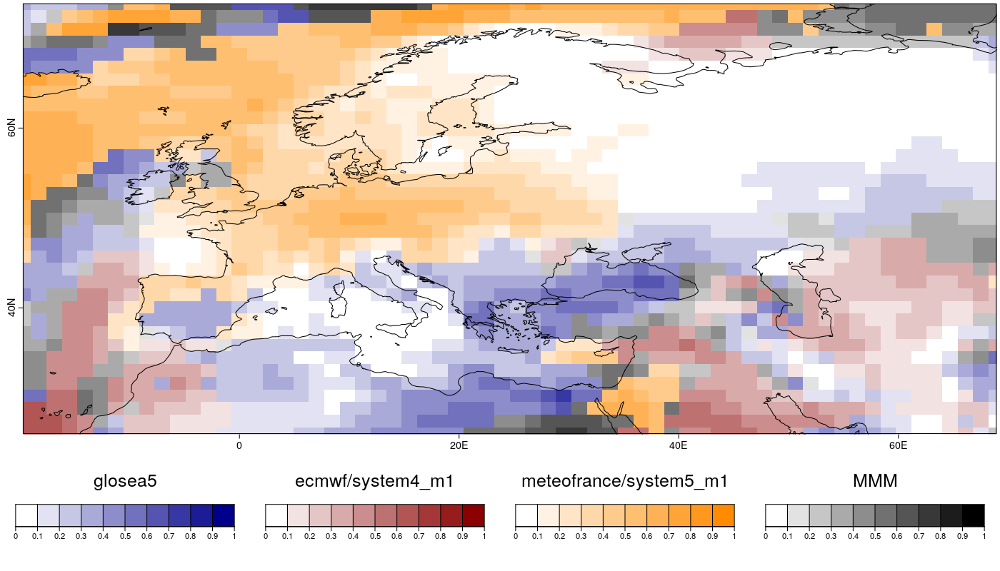 60N
40N
0 20E 40E 60E
glosea5 ecmwf/system4_m1 meteofrance/system5_m1 MMM
0 0.1 0.2 0.3 0.4 0.5 0.6 0.7 0.8 0.9 1 0 0.1 0.2 0.3 0.4 0.5 0.6 0.7 0.8 0.9 1 0 0.1 0.2 0.3 0.4 0.5 0.6 0.7 0.8 0.9 1 0 0.1 0.2 0.3 0.4 0.5 0.6 0.7 0.8 0.9 1